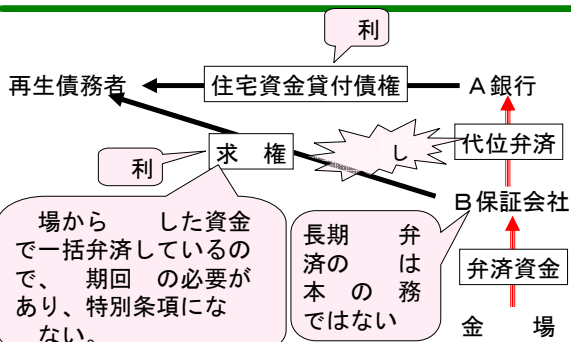 利
再生債務者
住宅資金貸付債権
A銀行
利
求 権
し
代位弁済
B保証会社
場から した資金
で一括弁済しているの
で、 期回 の必要が
あり、特別条項にな
ない。
長期 弁
済の は
本 の 務
ではない
弁済資金
金 場